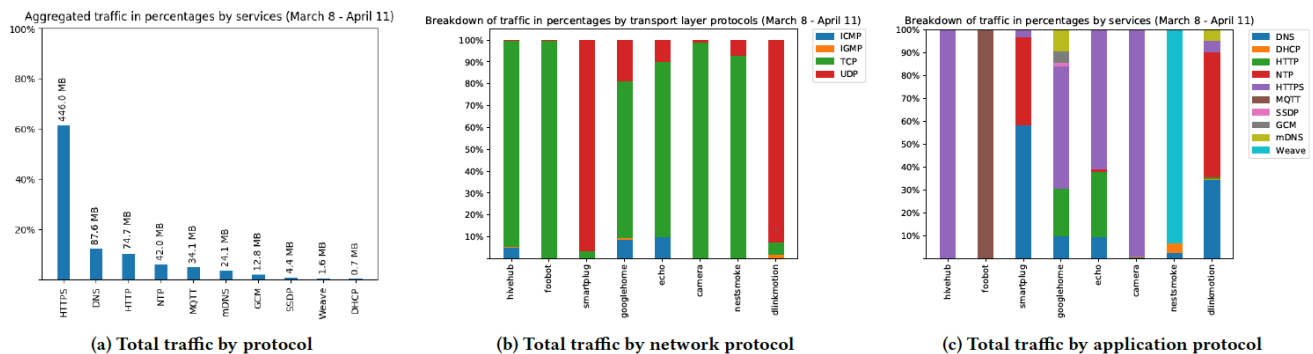 Aggregated traffic in percentages by services (March 8 - April 11)
100%
80%
60%
40%
20%
446.0 MB
87.6 MB
74.7 MB
42.0 MB
34.1 MB
24.1 MB
12.8 MB
4.4 MB
1.6 MB
0.7 MB
HTTPS
DNS
HTTP
NTP
MQTT
mDNS
GCM
SSDP
Weave
DHCP
(a) Total traffic by protocol
Breakdown of traffic in percentages by transport layer protocols (March 8 - April 11)
100%
90%
80%
70%
60%
50%
40%
30%
20%
10%
ICMP
IGMP
TCP
UDP
hivehub
foobot
smartplug
googlehome
echo
camera
nestsmoke
dlinkmotion
(b) Total traffic by network protocol
Breakdown of traffic in percentages by services (March 8 - April 11)
100%
90%
80%
70%
60%
50%
40%
30%
20%
10%
DNS
DHCP
HTTP
NTP
HTTPS
MQTT
SSDP
GCM
mDNS
Weave
hivehub
foobot
smartplug
googlehome
echo
camera
nestsmoke
dlinkmotion
(c) Total traffic by application protocol